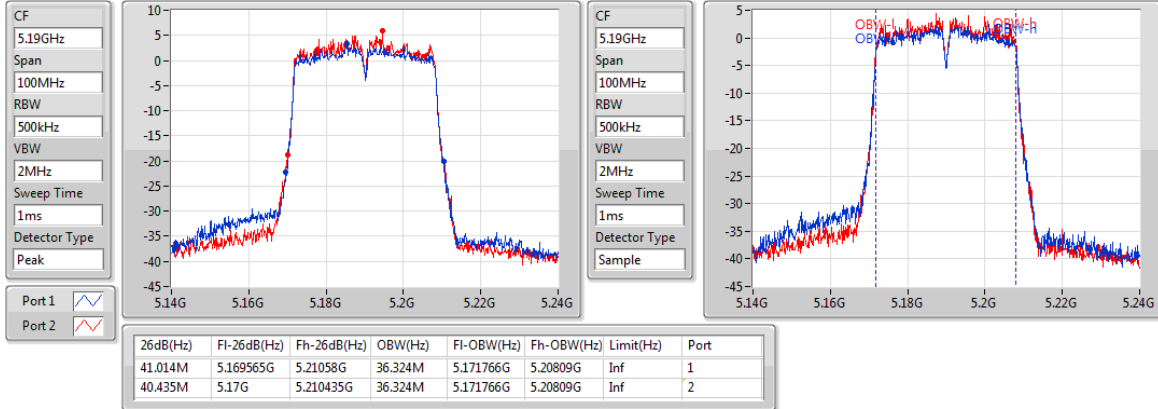 CF
5.19GHz
Span
100MHz
RBW
500kHz
VBW
2MHz
Sweep Time
1ms
Detector Type
Peak
Port 1
Port 2
10
5
0
-5
-10
-15
-20
-25
-30
-35
-40
-45
5.14G 5.16G 5.18G 5.2G 5.22G 5.24G
CF
5.19GHz
Span
100MHz
RBW
500kHz
VBW
2MHz
Sweep Time
1ms
Detector Type
Sample
5
0
-5
-10
-15
-20
-25
-30
-35
-40
-45
OBW-l OBW-h
5.14G 5.16G 5.18G 5.2G 5.22G 5.24G
26dB(Hz) Fl-26dB(Hz) Fh-26dB(Hz) OBW(Hz) Fl-OBW(Hz) Fh-OBW(Hz) Limit(Hz) Port
41.014M 5.169565G 5.21058G 36.324M 5.171766G 5.20809G Inf 1
40.435M 5.17G 5.210435G 36.324M 5.171766G 5.20809G Inf 2